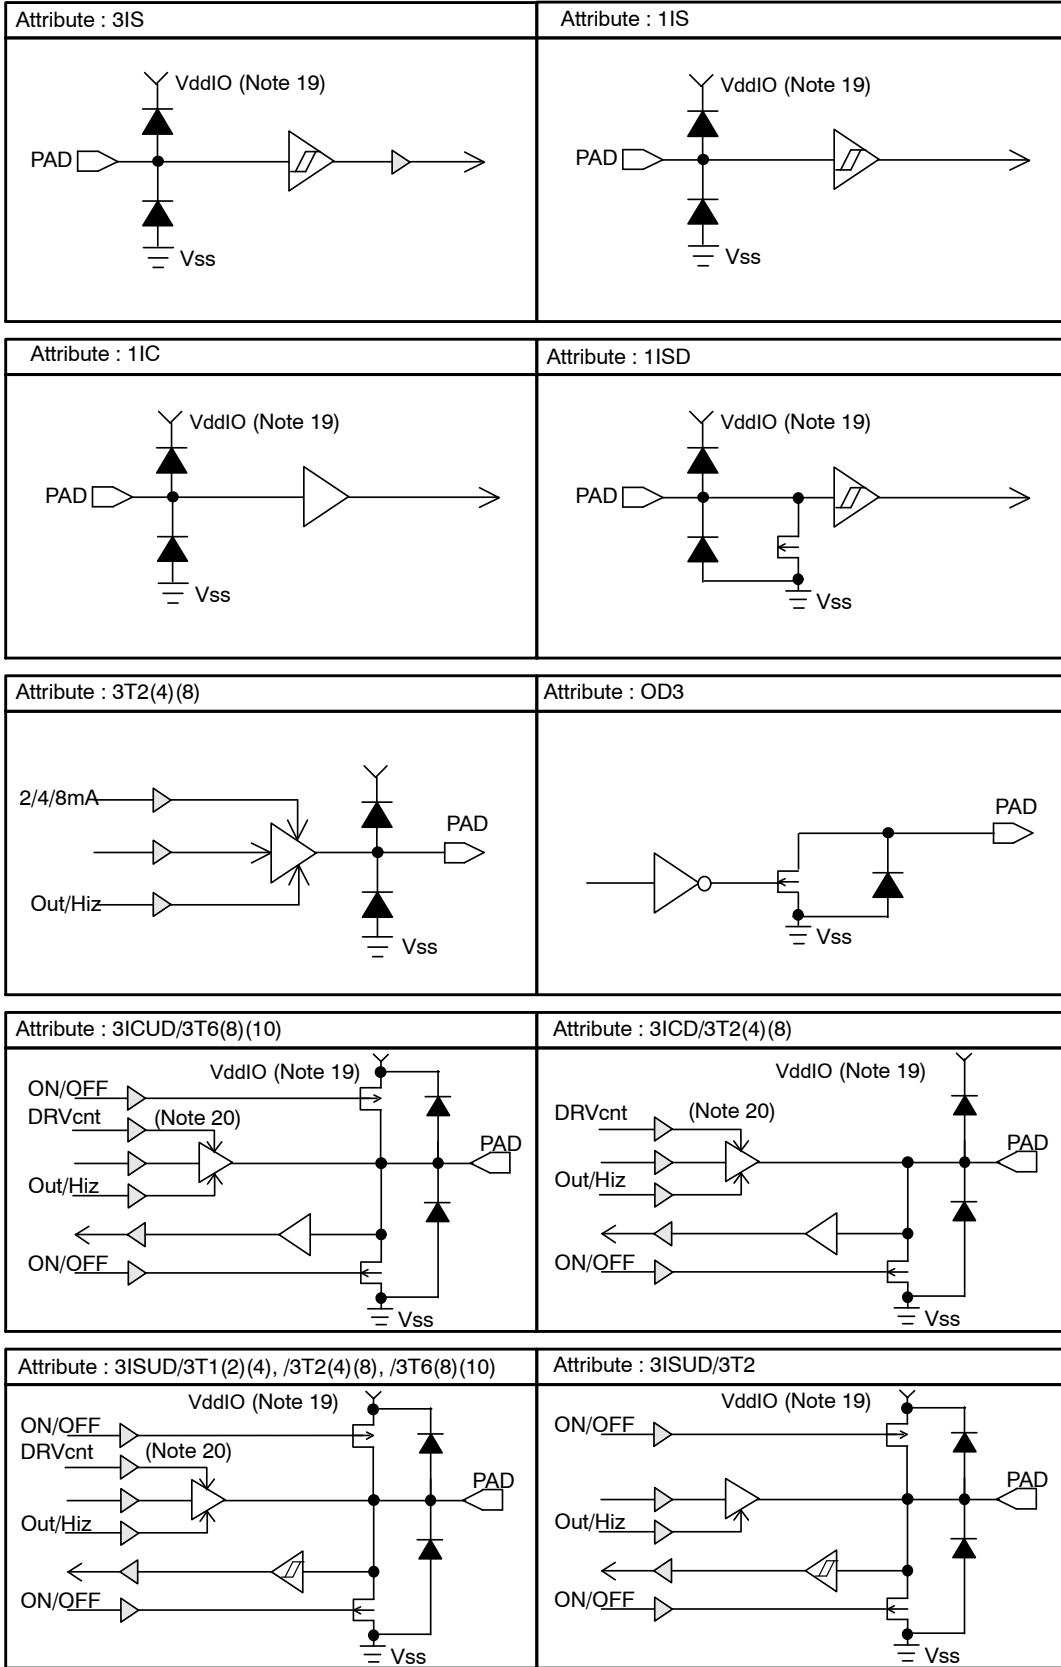 Attribute : 3IS
VddIO (Note 19)
PAD
Vss
Attribute : 1IS
VddIO (Note 19)
PAD
Vss
Attribute : 1IC
VddIO (Note 19)
PAD
Vss
Attribute : 1ISD
VddIO (Note 19)
PAD
Vss
Attribute : 3T2(4)(8)
2/4/8mA
PAD
Out/Hiz
Vss
Attribute : OD3
PAD
Vss
Attribute : 3ICUD/3T6(8)(10)
VddIO (Note 19)
ON/OFF
DRVcnt
(Note 20)
PAD
Out/Hiz
ON/OFF
Vss
Attribute : 3ICD/3T2(4)(8)
VddIO (Note 19)
DRVcnt
(Note 20)
PAD
Out/Hiz
ON/OFF
Vss
Attribute : 3ISUD/3T1(2)(4), /3T2(4)(8), /3T6(8)(10)
VddIO (Note 19)
ON/OFF
DRVcnt
(Note 20)
PAD
Out/Hiz
ON/OFF
Vss
Attribute : 3ISUD/3T2
VddIO (Note 19)
ON/OFF
PAD
Out/Hiz
ON/OFF
Vss